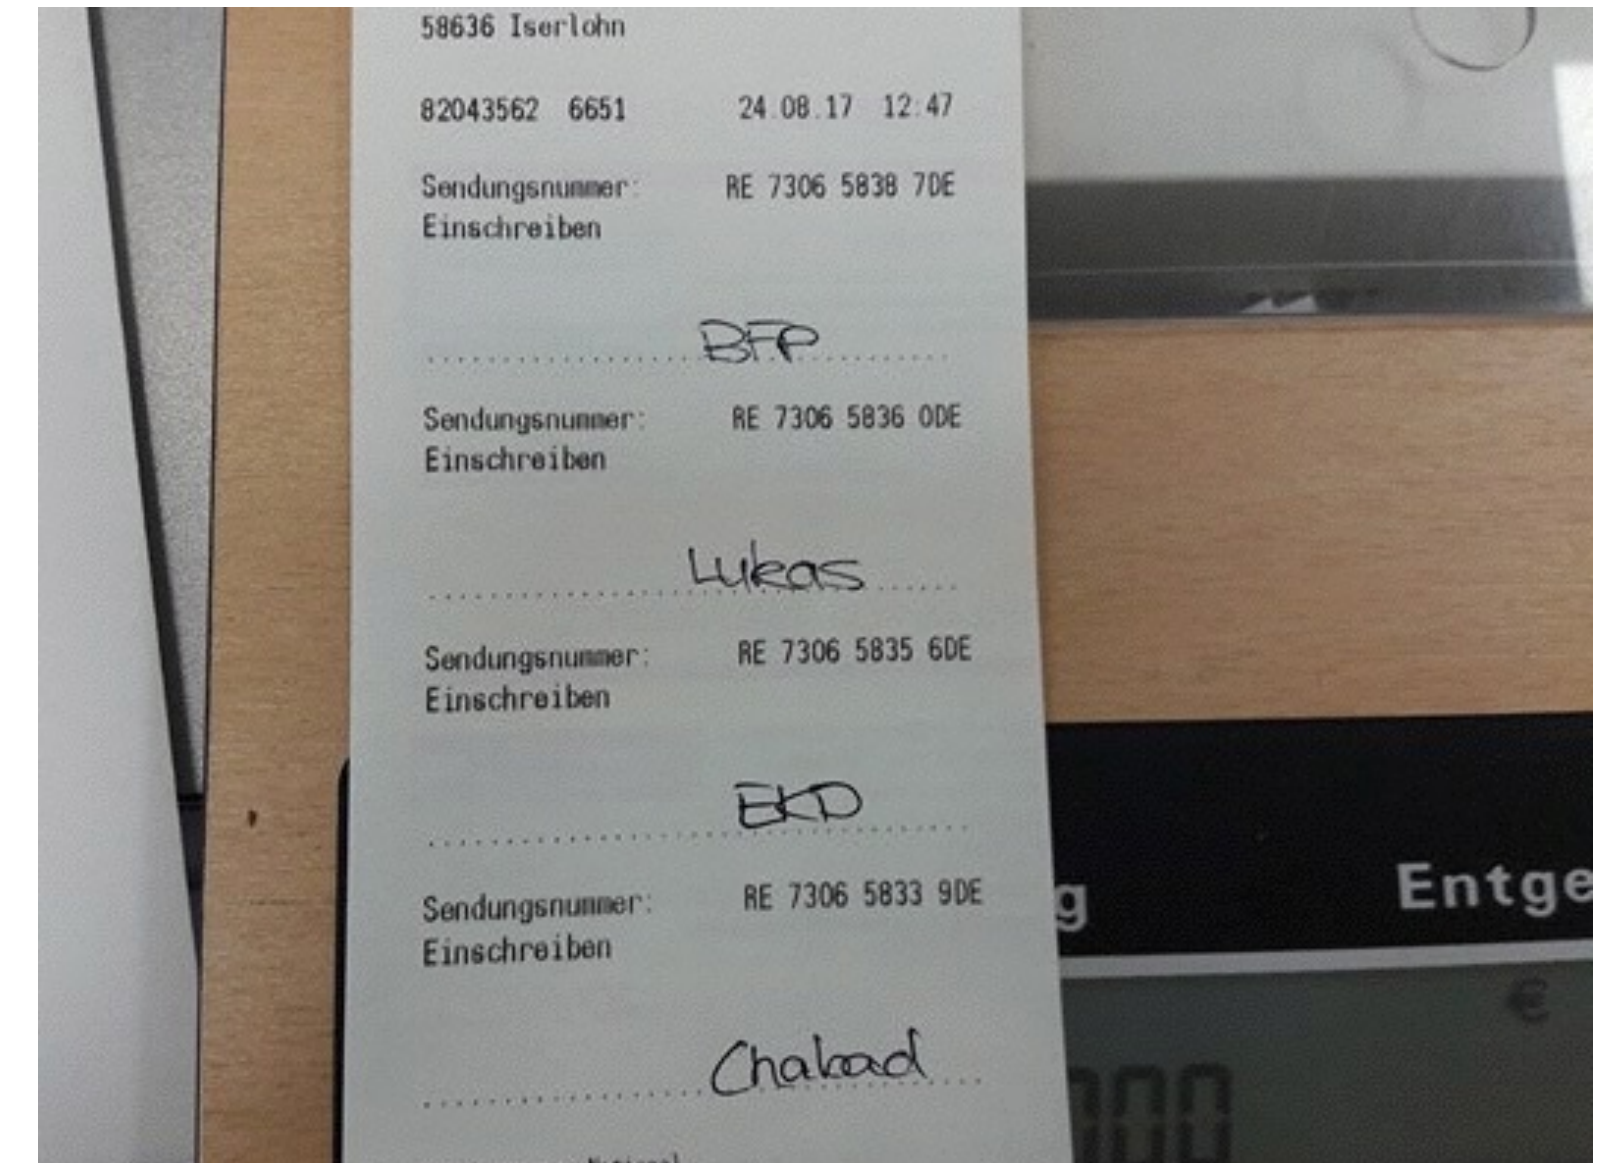 58636 Iserlohn
82043562 6651 24.08.17 12:47
Sendungsnummer: RE 7306 5838 7DE
Einschreiben
BFP
Sendungsnummer: RE 7306 5836 0DE
Einschreiben
Lukas
Sendungsnummer: RE 7306 5835 6DE
Einschreiben
EKD
Sendungsnummer: RE 7306 5833 9DE
Einschreiben
Chabad
National
g Entge
€
000